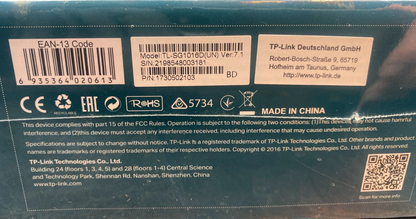 EAN-13 Code
6 935364 020613
Model: TL-SG1016D(UN) Ver:7.1
S/N:2198548003181
P/N:1730502103
BD
TP-Link Deutschland GmbH
Robert-Bosch-Straße 9, 65719
Hofheim am Taunus, Germany
http://www.tp-link.de
CE
EAC
RoHS
5734
MADE IN CHINA
This device complies with part 15 of the FCC Rules. Operation is subject to the following two conditions: (1)This device may not cause harmful
interference, and (2)this device must accept any interference received, including interference that may cause undesired operation.
Specifications are subject to change without notice. TP-Link is a registered trademark of TP-Link Technologies Co., Ltd. Other brands and product
names are trademarks or registered trademarks of their respective holders. Copyright © 2016 TP-Link Technologies Co., Ltd. All rights reserved.
TP-Link Technologies Co., Ltd.
Building 24 (floors 1, 3, 4, 5) and 28 (floors 1-4) Central Science
and Technology Park, Shennan Rd, Nanshan, Shenzhen, China
www.tp-link.com
Scan for more info